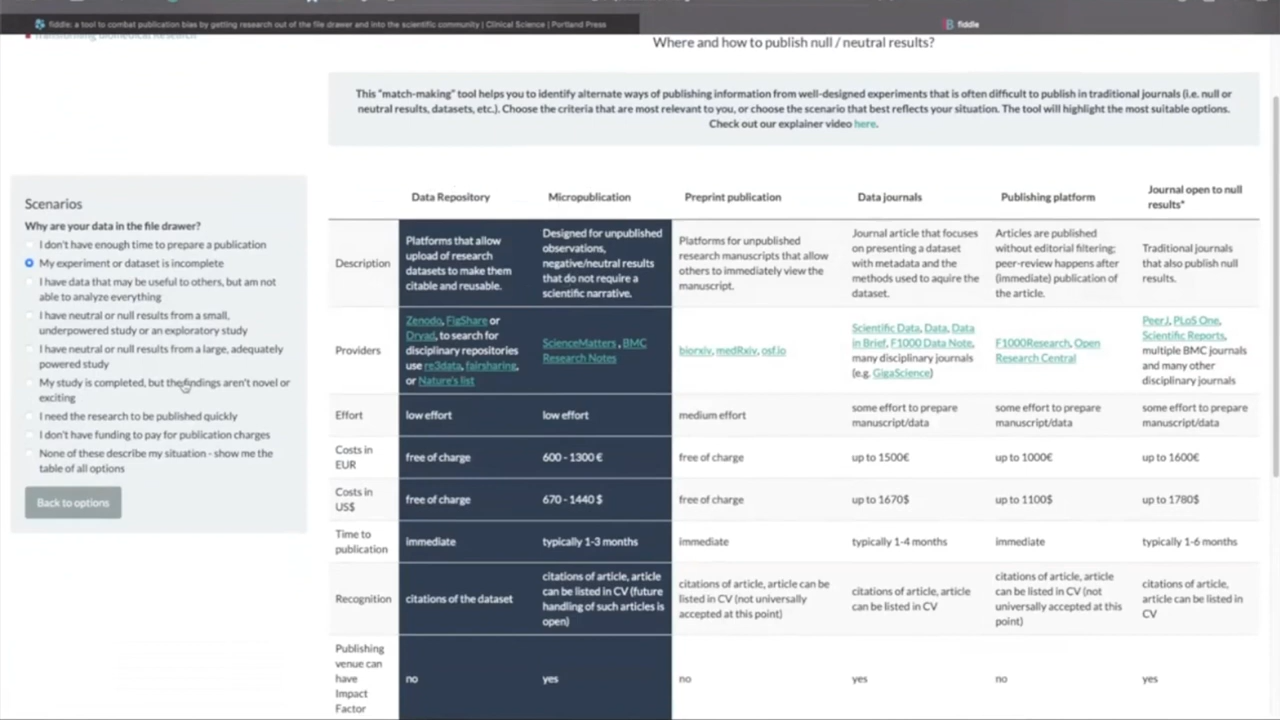 fiddle: a tool to combat publication bias by getting research out of the file drawer and into the scientific community | Clinical Science | Portland Press
fiddle
Transforming Biomedical Research
Where and how to publish null / neutral results?
This "match-making" tool helps you to identify alternate ways of publishing information from well-designed experiments that is often difficult to publish in traditional journals (i.e. null or
neutral results, datasets, etc.). Choose the criteria that are most relevant to you, or choose the scenario that best reflects your situation. The tool will highlight the most suitable options.
Check out our explainer video here.
Scenarios
Why are your data in the file drawer?
I don't have enough time to prepare a publication
My experiment or dataset is incomplete
I have data that may be useful to others, but am not
able to analyze everything
I have neutral or null results from a small,
underpowered study or an exploratory study
I have neutral or null results from a large, adequately
powered study
My study is completed, but the findings aren't novel or
exciting
I need the research to be published quickly
I don't have funding to pay for publication charges
None of these describe my situation - show me the
table of all options
Back to options
Data Repository
Micropublication
Preprint publication
Data journals
Publishing platform
Journal open to null
results*
Description
Platforms that allow
upload of research
datasets to make them
citable and reusable.
Designed for unpublished
observations,
negative/neutral results
that do not require a
scientific narrative.
Platforms for unpublished
research manuscripts that allow
others to immediately view the
manuscript.
Journal article that focuses
on presenting a dataset
with metadata and the
methods used to aquire the
dataset.
Articles are published
without editorial filtering;
peer-review happens after
(immediate) publication of
the article.
Traditional journals
that also publish null
results.
Providers
Zenodo, FigShare or
Dryad, to search for
disciplinary repositories
use re3data, fairsharing,
or Nature's list
ScienceMatters , BMC
Research Notes
biorxiv, medRxiv, osf.io
Scientific Data, Data, Data
in Brief, F1000 Data Note,
many disciplinary journals
(e.g. GigaScience)
F1000Research, Open
Research Central
PeerJ, PLoS One,
Scientific Reports,
multiple BMC journals
and many other
disciplinary journals
Effort
low effort
low effort
medium effort
some effort to prepare
manuscript/data
some effort to prepare
manuscript/data
some effort to prepare
manuscript/data
Costs in
EUR
free of charge
600 - 1300 €
free of charge
up to 1500€
up to 1000€
up to 1600€
Costs in
US$
free of charge
670 - 1440 $
free of charge
up to 1670$
up to 1100$
up to 1780$
Time to
publication
immediate
typically 1-3 months
immediate
typically 1-4 months
immediate
typically 1-6 months
Recognition
citations of the dataset
citations of article, article
can be listed in CV (future
handling of such articles is
open)
citations of article, article can be
listed in CV (not universally
accepted at this point)
citations of article, article
can be listed in CV
citations of article, article
can be listed in CV (not
universally accepted at this
point)
citations of article,
article can be listed in
CV
Publishing
venue can
have
Impact
Factor
no
yes
no
yes
no
yes